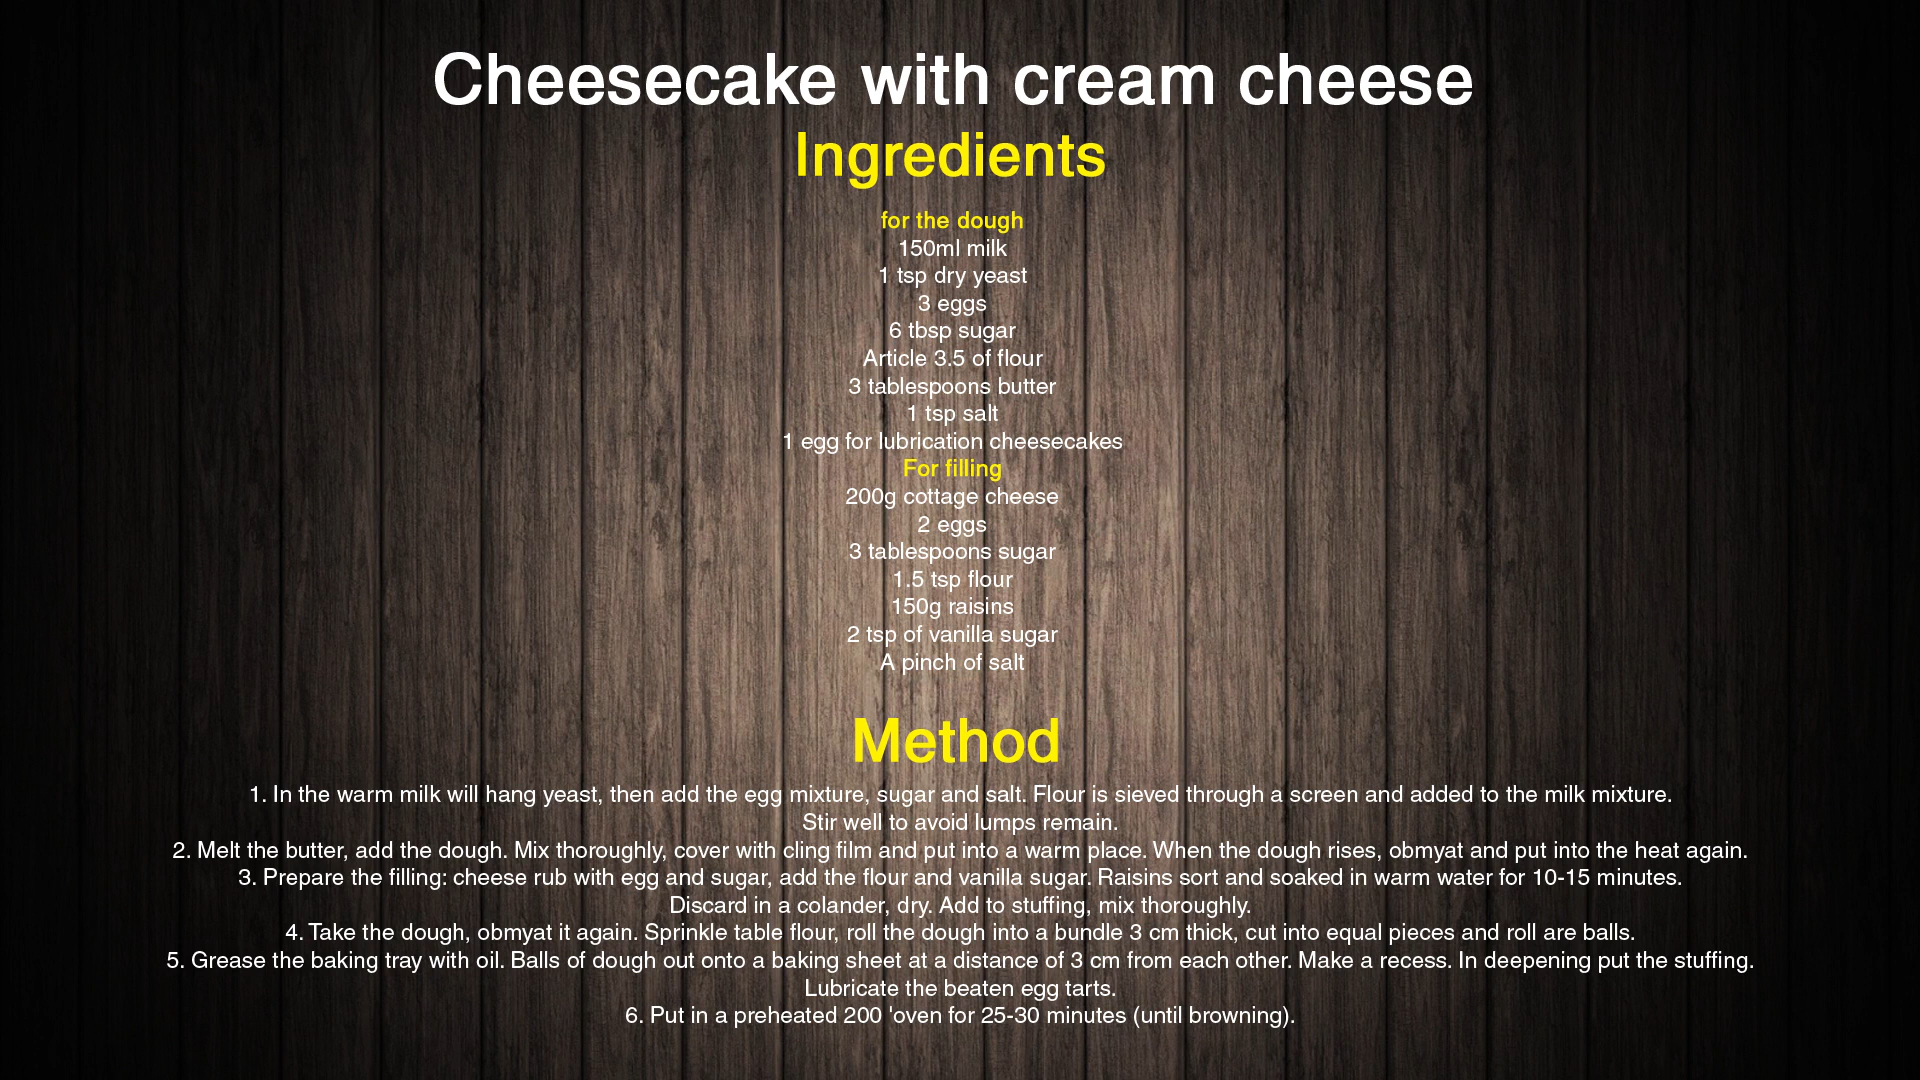 Cheesecake with cream cheese
Ingredients
for the dough
150ml milk
1 tsp dry yeast
3 eggs
6 tbsp sugar
Article 3.5 of flour
3 tablespoons butter
1 tsp salt
1 egg for lubrication cheesecakes
For filling
200g cottage cheese
2 eggs
3 tablespoons sugar
1.5 tsp flour
150g raisins
2 tsp of vanilla sugar
A pinch of salt
Method
1. In the warm milk will hang yeast, then add the egg mixture, sugar and salt. Flour is sieved through a screen and added to the milk mixture.
Stir well to avoid lumps remain.
2. Melt the butter, add the dough. Mix thoroughly, cover with cling film and put into a warm place. When the dough rises, obmyat and put into the heat again.
3. Prepare the filling: cheese rub with egg and sugar, add the flour and vanilla sugar. Raisins sort and soaked in warm water for 10-15 minutes.
Discard in a colander, dry. Add to stuffing, mix thoroughly.
4. Take the dough, obmyat it again. Sprinkle table flour, roll the dough into a bundle 3 cm thick, cut into equal pieces and roll are balls.
5. Grease the baking tray with oil. Balls of dough out onto a baking sheet at a distance of 3 cm from each other. Make a recess. In deepening put the stuffing.
Lubricate the beaten egg tarts.
6. Put in a preheated 200 'oven for 25-30 minutes (until browning).